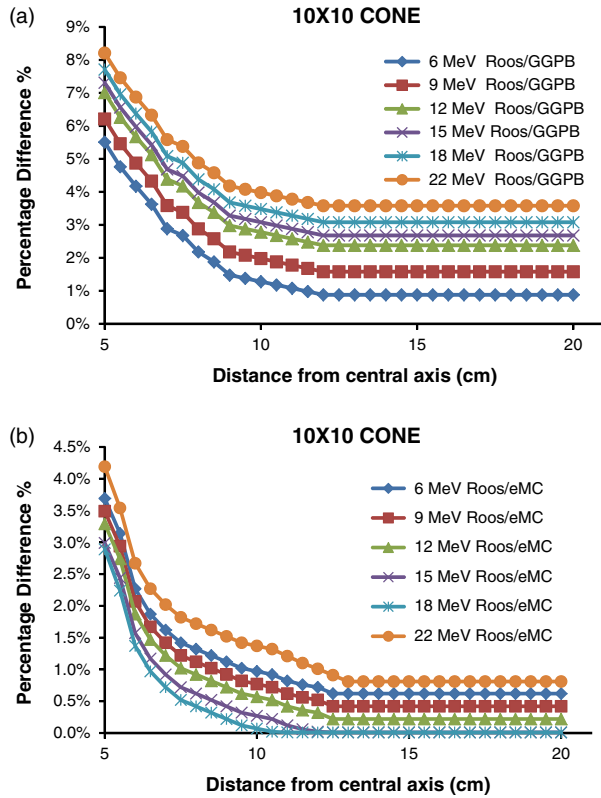 (a)
10X10 CONE
9%
8%
7%
6%
5%
4%
3%
2%
1%
0%
Percentage Difference %
6 MeV Roos/GGPB
9 MeV Roos/GGPB
12 MeV Roos/GGPB
15 MeV Roos/GGPB
18 MeV Roos/GGPB
22 MeV Roos/GGPB
5
10
15
20
Distance from central axis (cm)
(b)
10X10 CONE
4.5%
4.0%
3.5%
3.0%
2.5%
2.0%
1.5%
1.0%
0.5%
0.0%
Percentage Difference %
6 MeV Roos/eMC
9 MeV Roos/eMC
12 MeV Roos/eMC
15 MeV Roos/eMC
18 MeV Roos/eMC
22 MeV Roos/eMC
5
10
15
20
Distance from central axis (cm)